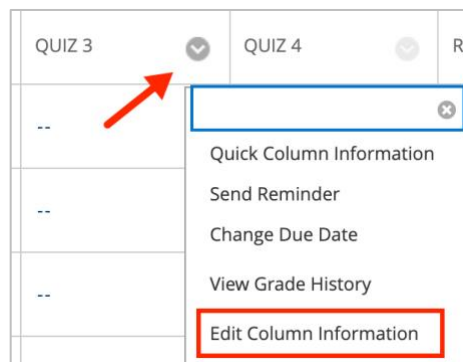 QUIZ 3 QUIZ 4 R
--
Quick Column Information
Send Reminder
--
Change Due Date
View Grade History
--
Edit Column Information